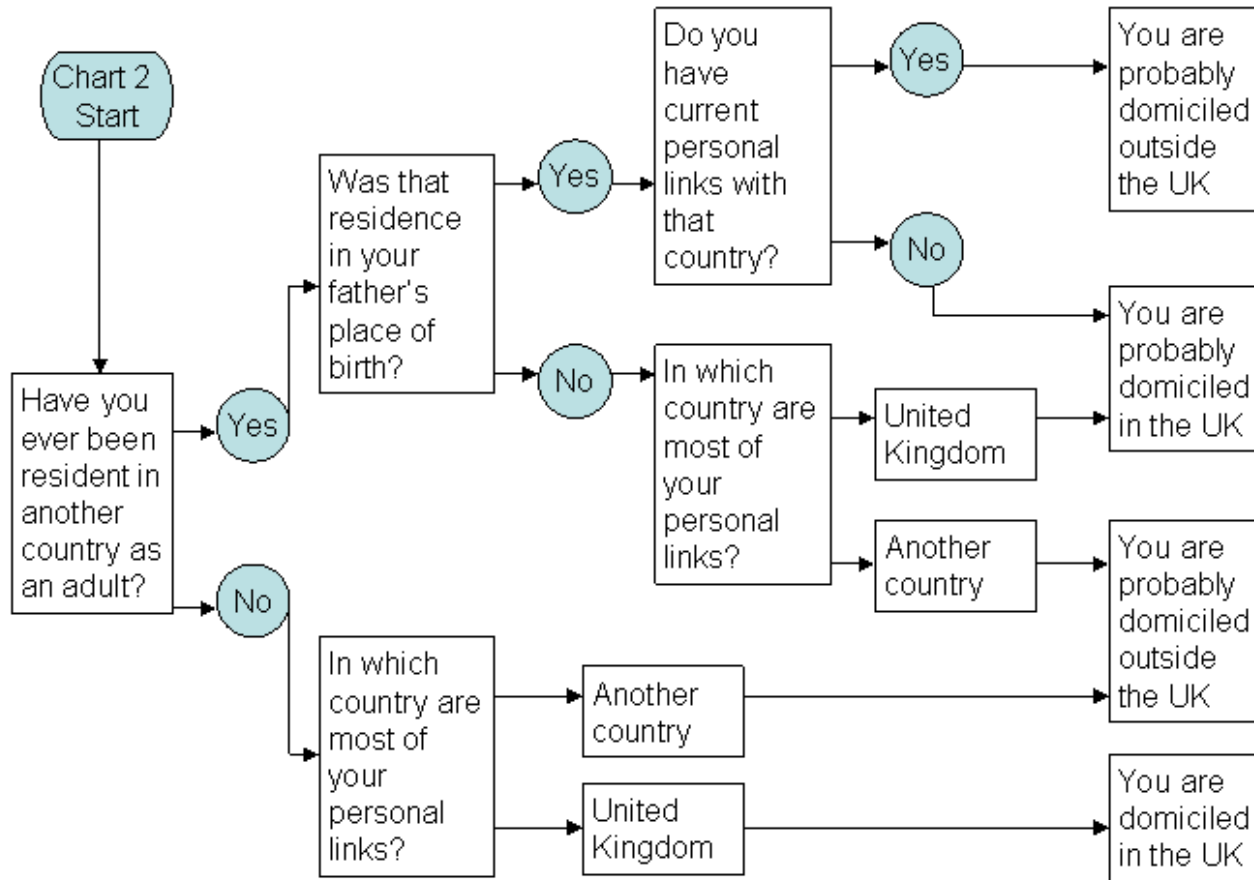 Chart 2
Start
Have you
ever been
resident in
another
country as
an adult?
Yes
No
Was that
residence
in your
father's
place of
birth?
Yes
No
Do you
have
current
personal
links with
that
country?
Yes
No
You are
probably
domiciled
outside
the UK
You are
probably
domiciled
in the UK
In which
country are
most of
your
personal
links?
United
Kingdom
Another
country
You are
probably
domiciled
outside
the UK
In which
country are
most of
your
personal
links?
Another
country
United
Kingdom
You are
domiciled
in the UK